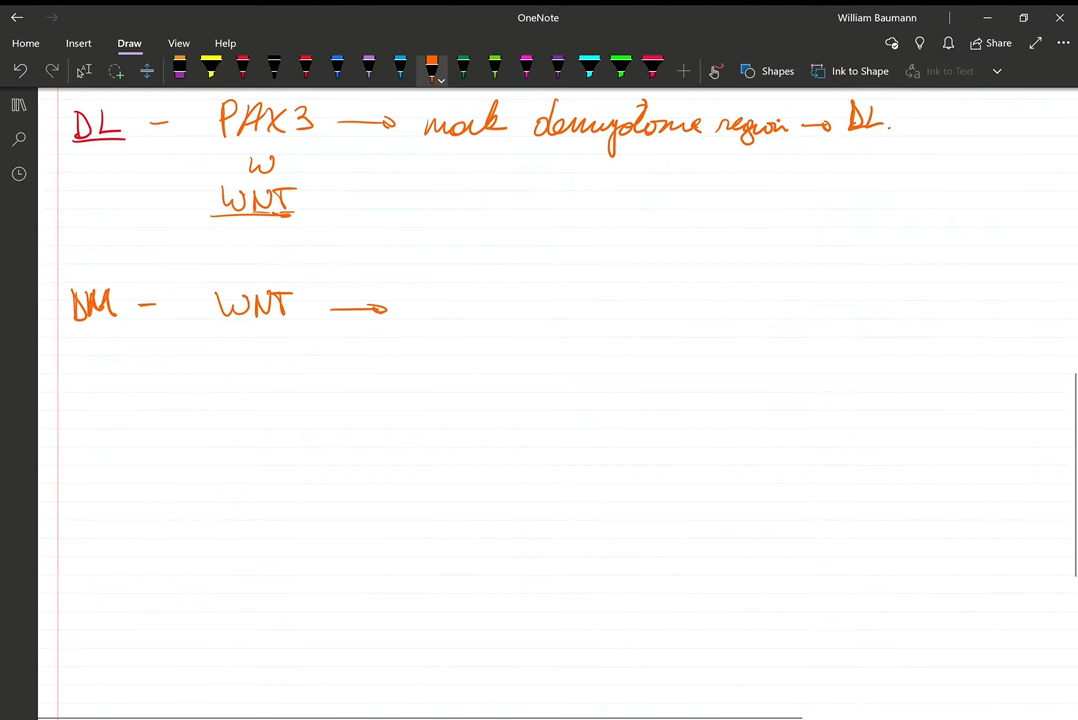 OneNote
William Baumann
Home Insert Draw View Help
Share
Shapes Ink to Shape Ink to Text
DL - PAX3 → mark demyotome region → DL.
W
WNT
DM - WNT →